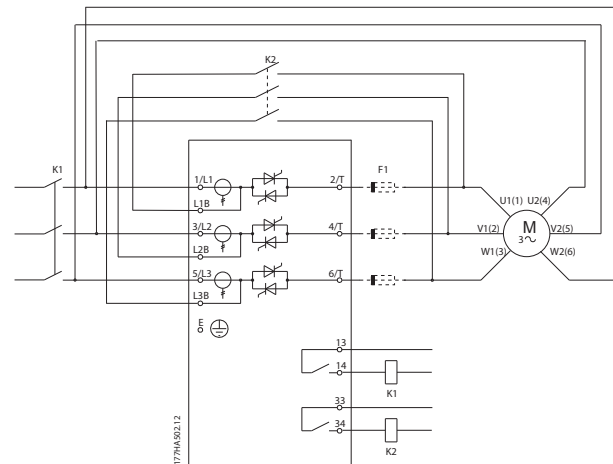 K2
K1
F1
1/L1
2/T
L1B
U1(1) U2(4)
3/L2
4/T
V1(2)
M
3~
V2(5)
L2B
W1(3)
W2(6)
5/L3
6/T
L3B
E
13
14
K1
33
34
K2
177HA502.12